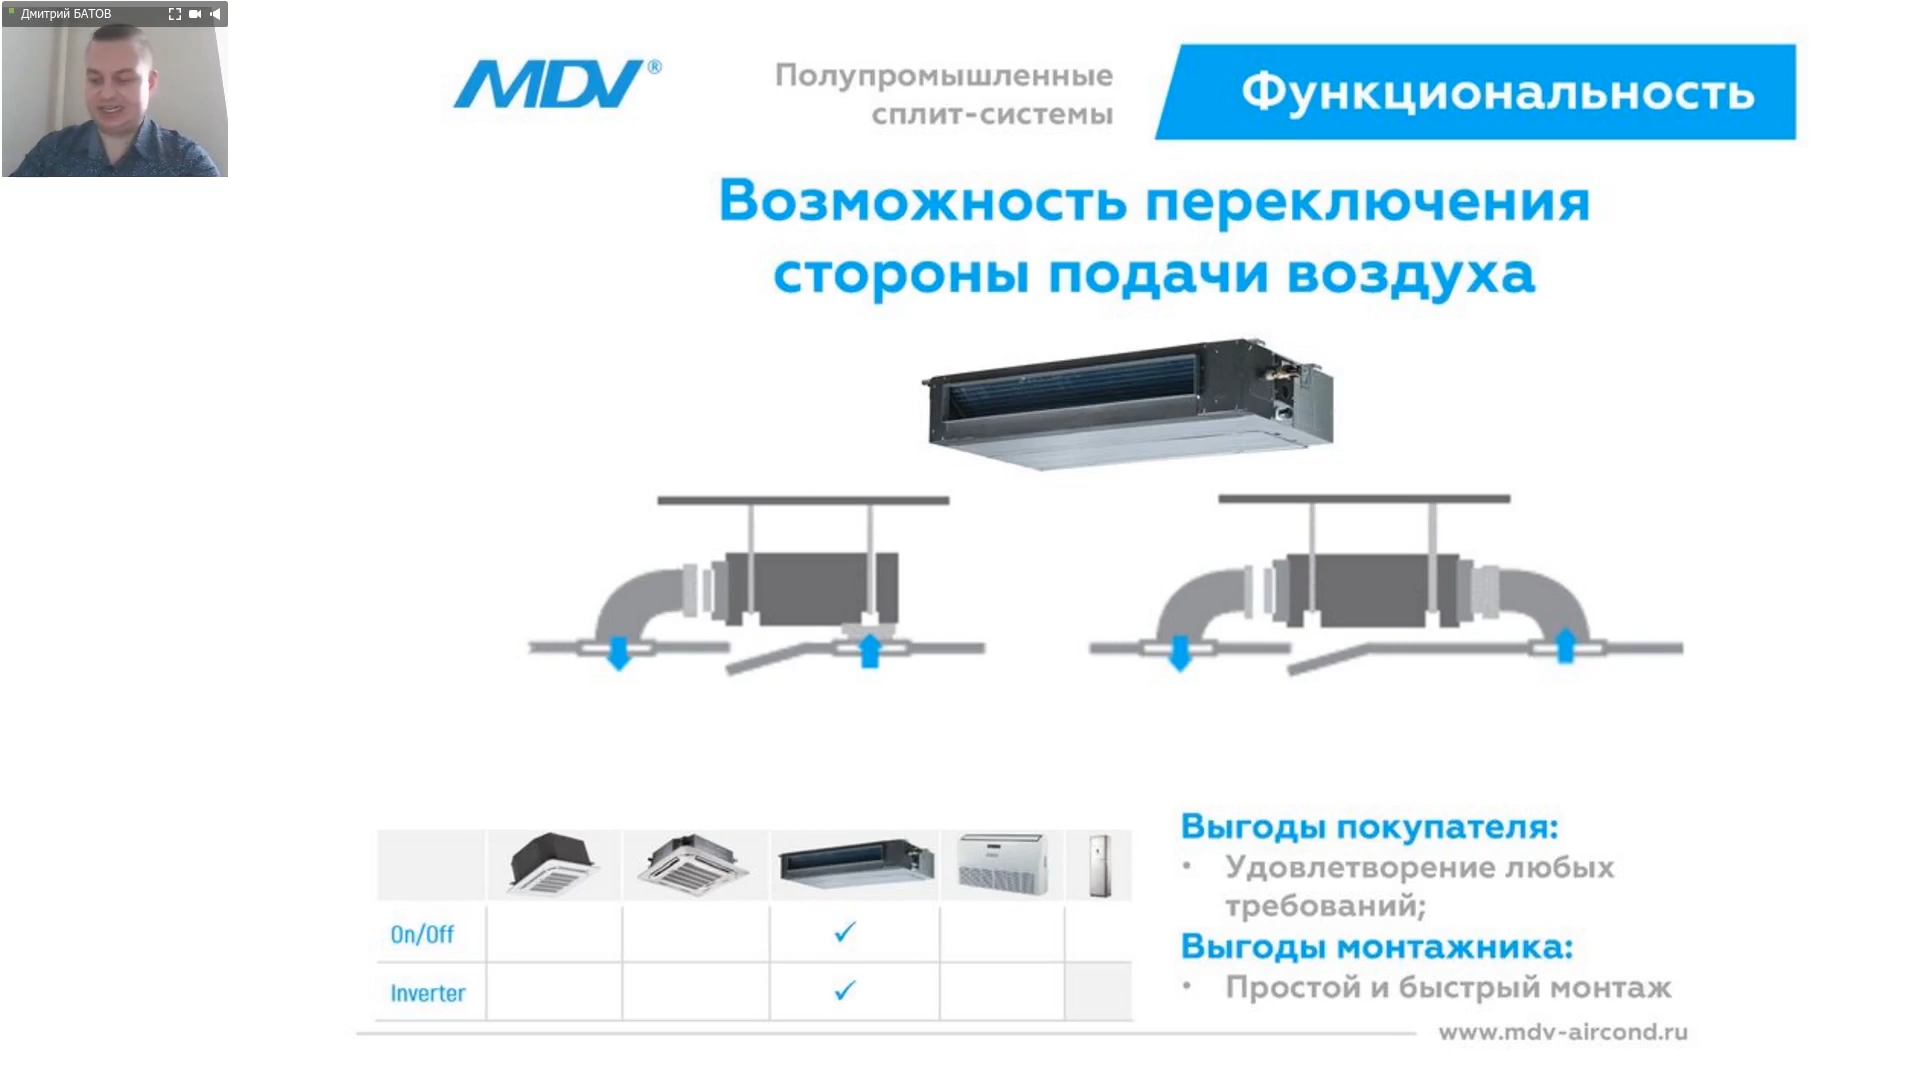 Дмитрий БАТОВ
MDV®
Полупромышленные
сплит-системы
Функциональность
Возможность переключения
стороны подачи воздуха
On/Off ✓
Inverter ✓
Выгоды покупателя:
• Удовлетворение любых
требований;
Выгоды монтажника:
• Простой и быстрый монтаж
www.mdv-aircond.ru